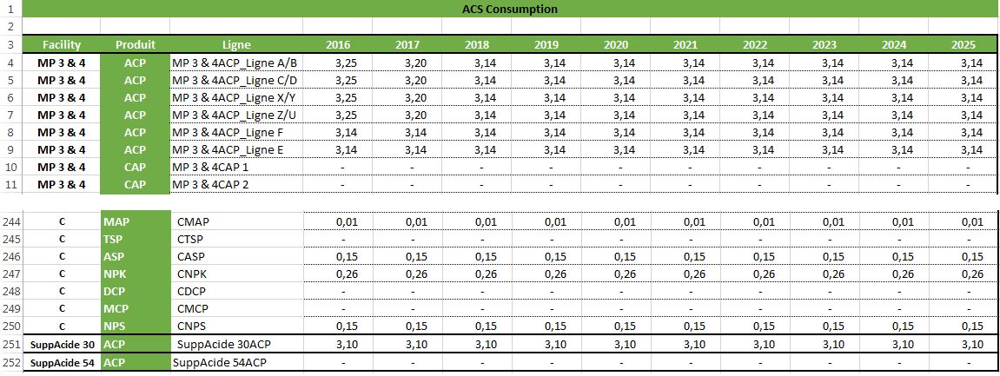 1 ACS Consumption
2
3 Facility Produit Ligne 2016 2017 2018 2019 2020 2021 2022 2023 2024 2025
4 MP 3 & 4 ACP MP 3 & 4ACP_Ligne A/B 3,25 3,20 3,14 3,14 3,14 3,14 3,14 3,14 3,14 3,14
5 MP 3 & 4 ACP MP 3 & 4ACP_Ligne C/D 3,25 3,20 3,14 3,14 3,14 3,14 3,14 3,14 3,14 3,14
6 MP 3 & 4 ACP MP 3 & 4ACP_Ligne X/Y 3,25 3,20 3,14 3,14 3,14 3,14 3,14 3,14 3,14 3,14
7 MP 3 & 4 ACP MP 3 & 4ACP_Ligne Z/U 3,25 3,20 3,14 3,14 3,14 3,14 3,14 3,14 3,14 3,14
8 MP 3 & 4 ACP MP 3 & 4ACP_Ligne F 3,14 3,14 3,14 3,14 3,14 3,14 3,14 3,14 3,14 3,14
9 MP 3 & 4 ACP MP 3 & 4ACP_Ligne E 3,14 3,14 3,14 3,14 3,14 3,14 3,14 3,14 3,14 3,14
10 MP 3 & 4 CAP MP 3 & 4CAP 1 - - - - - - - - - -
11 MP 3 & 4 CAP MP 3 & 4CAP 2 - - - - - - - - - -
244 C MAP CMAP 0,01 0,01 0,01 0,01 0,01 0,01 0,01 0,01 0,01 0,01
245 C TSP CTSP - - - - - - - - - -
246 C ASP CASP 0,15 0,15 0,15 0,15 0,15 0,15 0,15 0,15 0,15 0,15
247 C NPK CNPK 0,26 0,26 0,26 0,26 0,26 0,26 0,26 0,26 0,26 0,26
248 C DCP CDCP - - - - - - - - - -
249 C MCP CMCP - - - - - - - - - -
250 C NPS CNPS 0,15 0,15 0,15 0,15 0,15 0,15 0,15 0,15 0,15 0,15
251 SuppAcide 30 ACP SuppAcide 30ACP 3,10 3,10 3,10 3,10 3,10 3,10 3,10 3,10 3,10 3,10
252 SuppAcide 54 ACP SuppAcide 54ACP - - - - - - - - - -